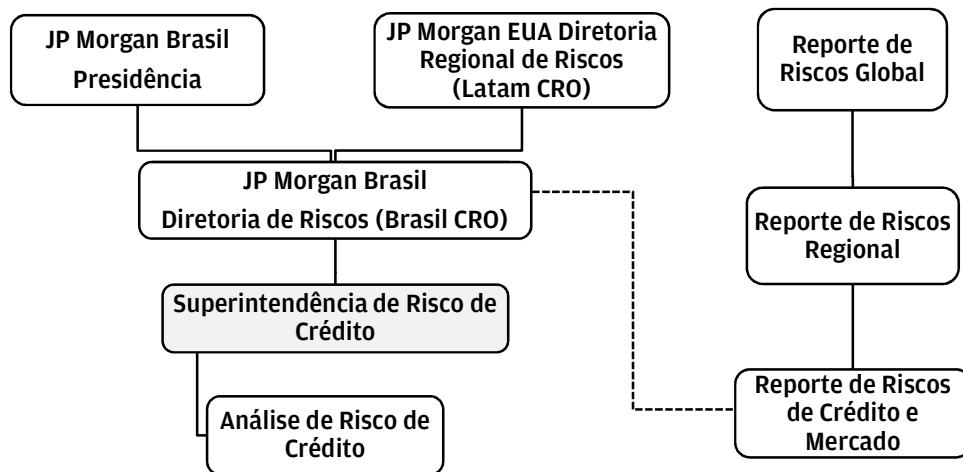 JP Morgan Brasil
Presidência
JP Morgan EUA Diretoria
Regional de Riscos
(Latam CRO)
Reporte de
Riscos Global
JP Morgan Brasil
Diretoria de Riscos (Brasil CRO)
Reporte de Riscos
Regional
Superintendência de Risco de
Crédito
Análise de Risco de
Crédito
Reporte de Riscos
de Crédito e
Mercado